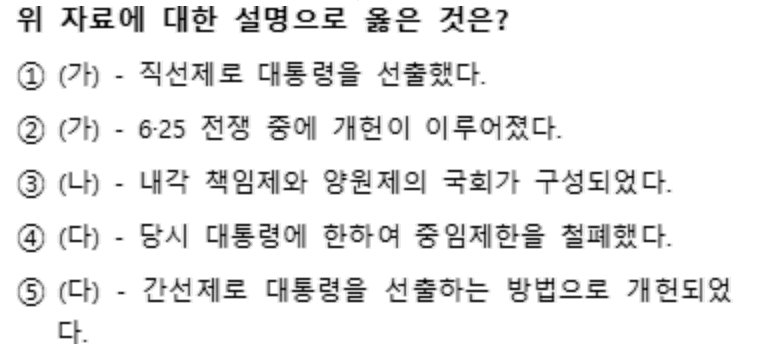 위 자료에 대한 설명으로 옳은 것은?
① (가) - 직선제로 대통령을 선출했다.
② (가) - 6·25 전쟁 중에 개헌이 이루어졌다.
③ (나) - 내각 책임제와 양원제의 국회가 구성되었다.
④ (다) - 당시 대통령에 한하여 중임제한을 철폐했다.
⑤ (다) - 간선제로 대통령을 선출하는 방법으로 개헌되었
다.